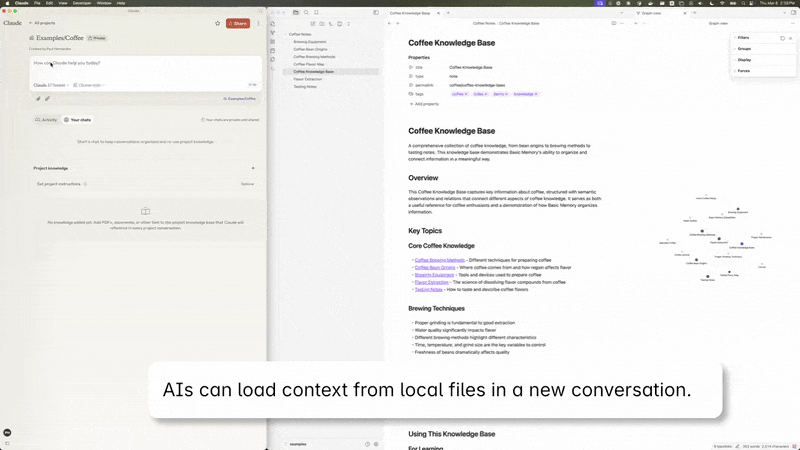 Claude File Edit View Window Help
Claude
← All projects
Share
Examples/Coffee Private
How can Claude help you today?
Claude
Examples/Coffee
Activity Your chats
Your chats are private until shared
Start a chat to keep conversations organized and re-use project knowledge.
Project knowledge
Set project instructions Optional
No knowledge added yet. Add PDFs, documents, or other text to the project knowledge base that Claude will
reference in every project conversation.
Coffee Notes
Brewing Equipment
Coffee Bean Origins
Coffee Brewing Methods
Coffee Flavor Map
Coffee Knowledge Base
Flavor Extraction
Tasting Notes
examples
Coffee Knowledge Base
Coffee Notes / Coffee Knowledge Base
Coffee Knowledge Base
Properties
title Coffee Knowledge Base
type note
permalink coffee/coffee-knowledge-base
tags coffee index demo knowledge
+ Add property
Coffee Knowledge Base
A comprehensive collection of coffee knowledge, from bean origins to brewing methods to
tasting notes. This knowledge base demonstrates Basic Memory's ability to organize and
connect information in a meaningful way.
Overview
This Coffee Knowledge Base captures key information about coffee, structured with semantic
observations and relations that connect different aspects of coffee knowledge. It serves as both
a useful reference for coffee enthusiasts and a demonstration of how Basic Memory organizes
information.
Key Topics
Core Coffee Knowledge
• Coffee Brewing Methods - Different techniques for preparing coffee
• Coffee Bean Origins - Where coffee comes from and how region affects flavor
• Brewing Equipment - Tools and devices used to prepare coffee
• Flavor Extraction - The science of dissolving flavor compounds from coffee
• Tasting Notes - How to taste and describe coffee flavors
Brewing Techniques
• Proper grinding is fundamental to good extraction
• Water quality significantly impacts flavor
• Different brewing methods highlight different characteristics
• Time, temperature, and grind size are the key variables to control
• Freshness of beans dramatically affects quality
Using This Knowledge Base
For Learning
Graph view
Graph view
Filters
Groups
Display
Forces
AIs can load context from local files in a new conversation.